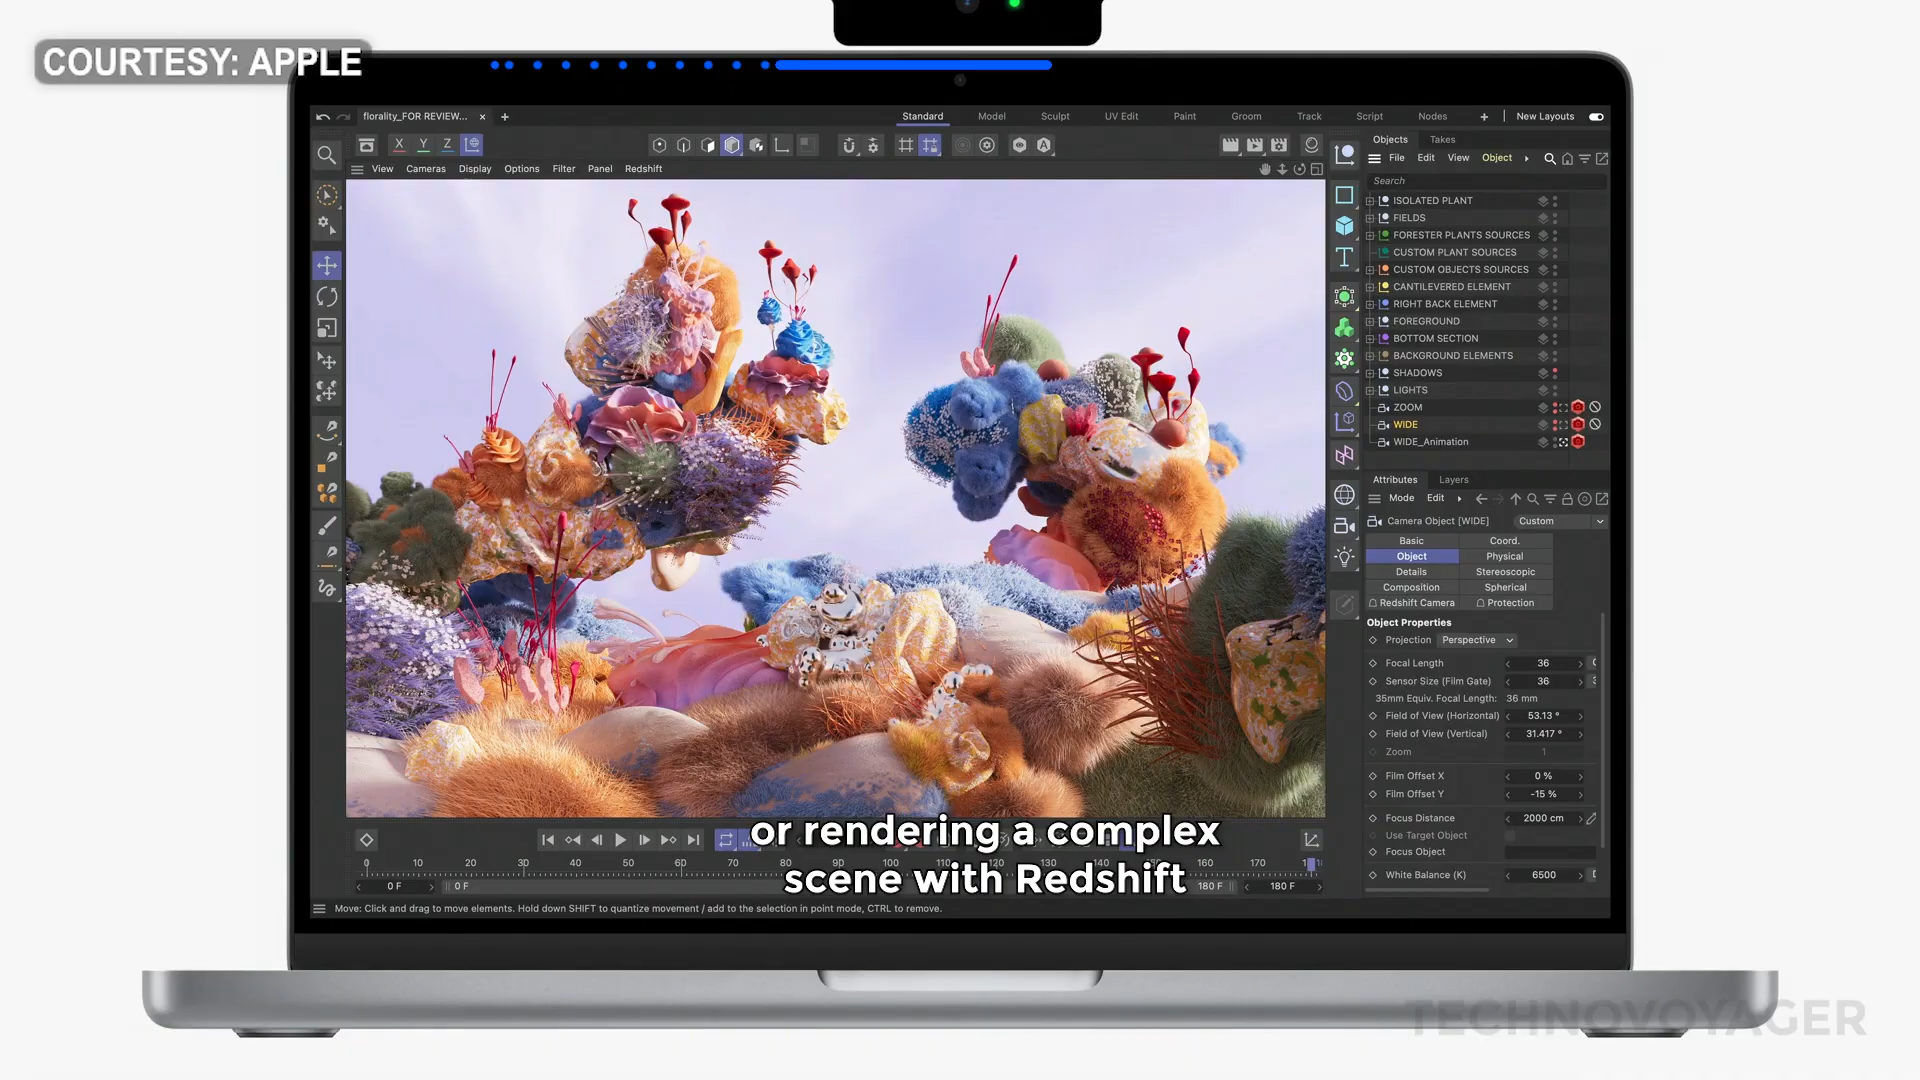 COURTESY: APPLE
florality_FOR REVIEW...
Standard
Model
Sculpt
UV Edit
Paint
Groom
Track
Script
Nodes
New Layouts
X Y Z
Objects
Takes
File Edit View Object
View
Cameras
Display
Options
Filter
Panel
Redshift
Search
ISOLATED PLANT
FIELDS
FORESTER PLANTS SOURCES
CUSTOM PLANT SOURCES
CUSTOM OBJECTS SOURCES
CANTILEVERED ELEMENT
RIGHT BACK ELEMENT
FOREGROUND
BOTTOM SECTION
BACKGROUND ELEMENTS
SHADOWS
LIGHTS
ZOOM
WIDE
WIDE_Animation
Attributes
Layers
Mode Edit
Camera Object [WIDE]
Custom
Basic
Coord.
Object
Physical
Details
Stereoscopic
Composition
Spherical
Redshift Camera
Protection
Object Properties
Projection Perspective
Focal Length 36
Sensor Size (Film Gate) 36
35mm Equiv. Focal Length: 36 mm
Field of View (Horizontal) 53.13 °
Field of View (Vertical) 31.417 °
Zoom 1
Film Offset X 0 %
Film Offset Y -15 %
Focus Distance 2000 cm
Use Target Object
Focus Object
White Balance (K) 6500
or rendering a complex
scene with Redshift
0 10 20 30 40 50 60 70 80 90 100 110 120 130 140 150 160 170
0 F
0 F
180 F
180 F
Move: Click and drag to move elements. Hold down SHIFT to quantize movement / add to the selection in point mode, CTRL to remove.
TECHNOVOYAGER